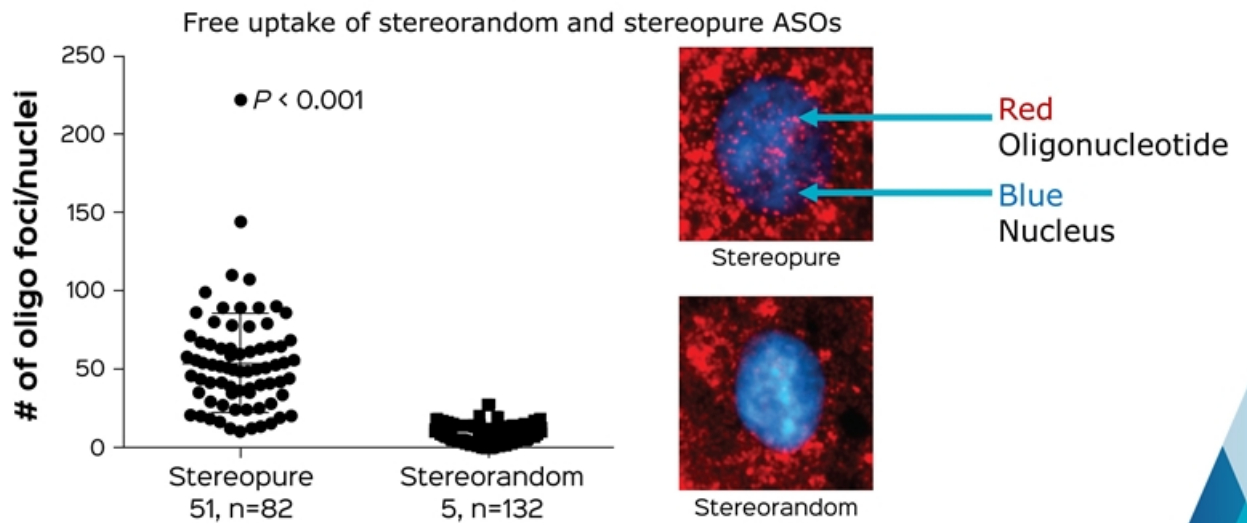 Free uptake of stereorandom and stereopure ASOs
# of oligo foci/nuclei
250
200
150
100
50
0
P < 0.001
Stereopure
51, n=82
Stereorandom
5, n=132
Red
Oligonucleotide
Blue
Nucleus
Stereopure
Stereorandom